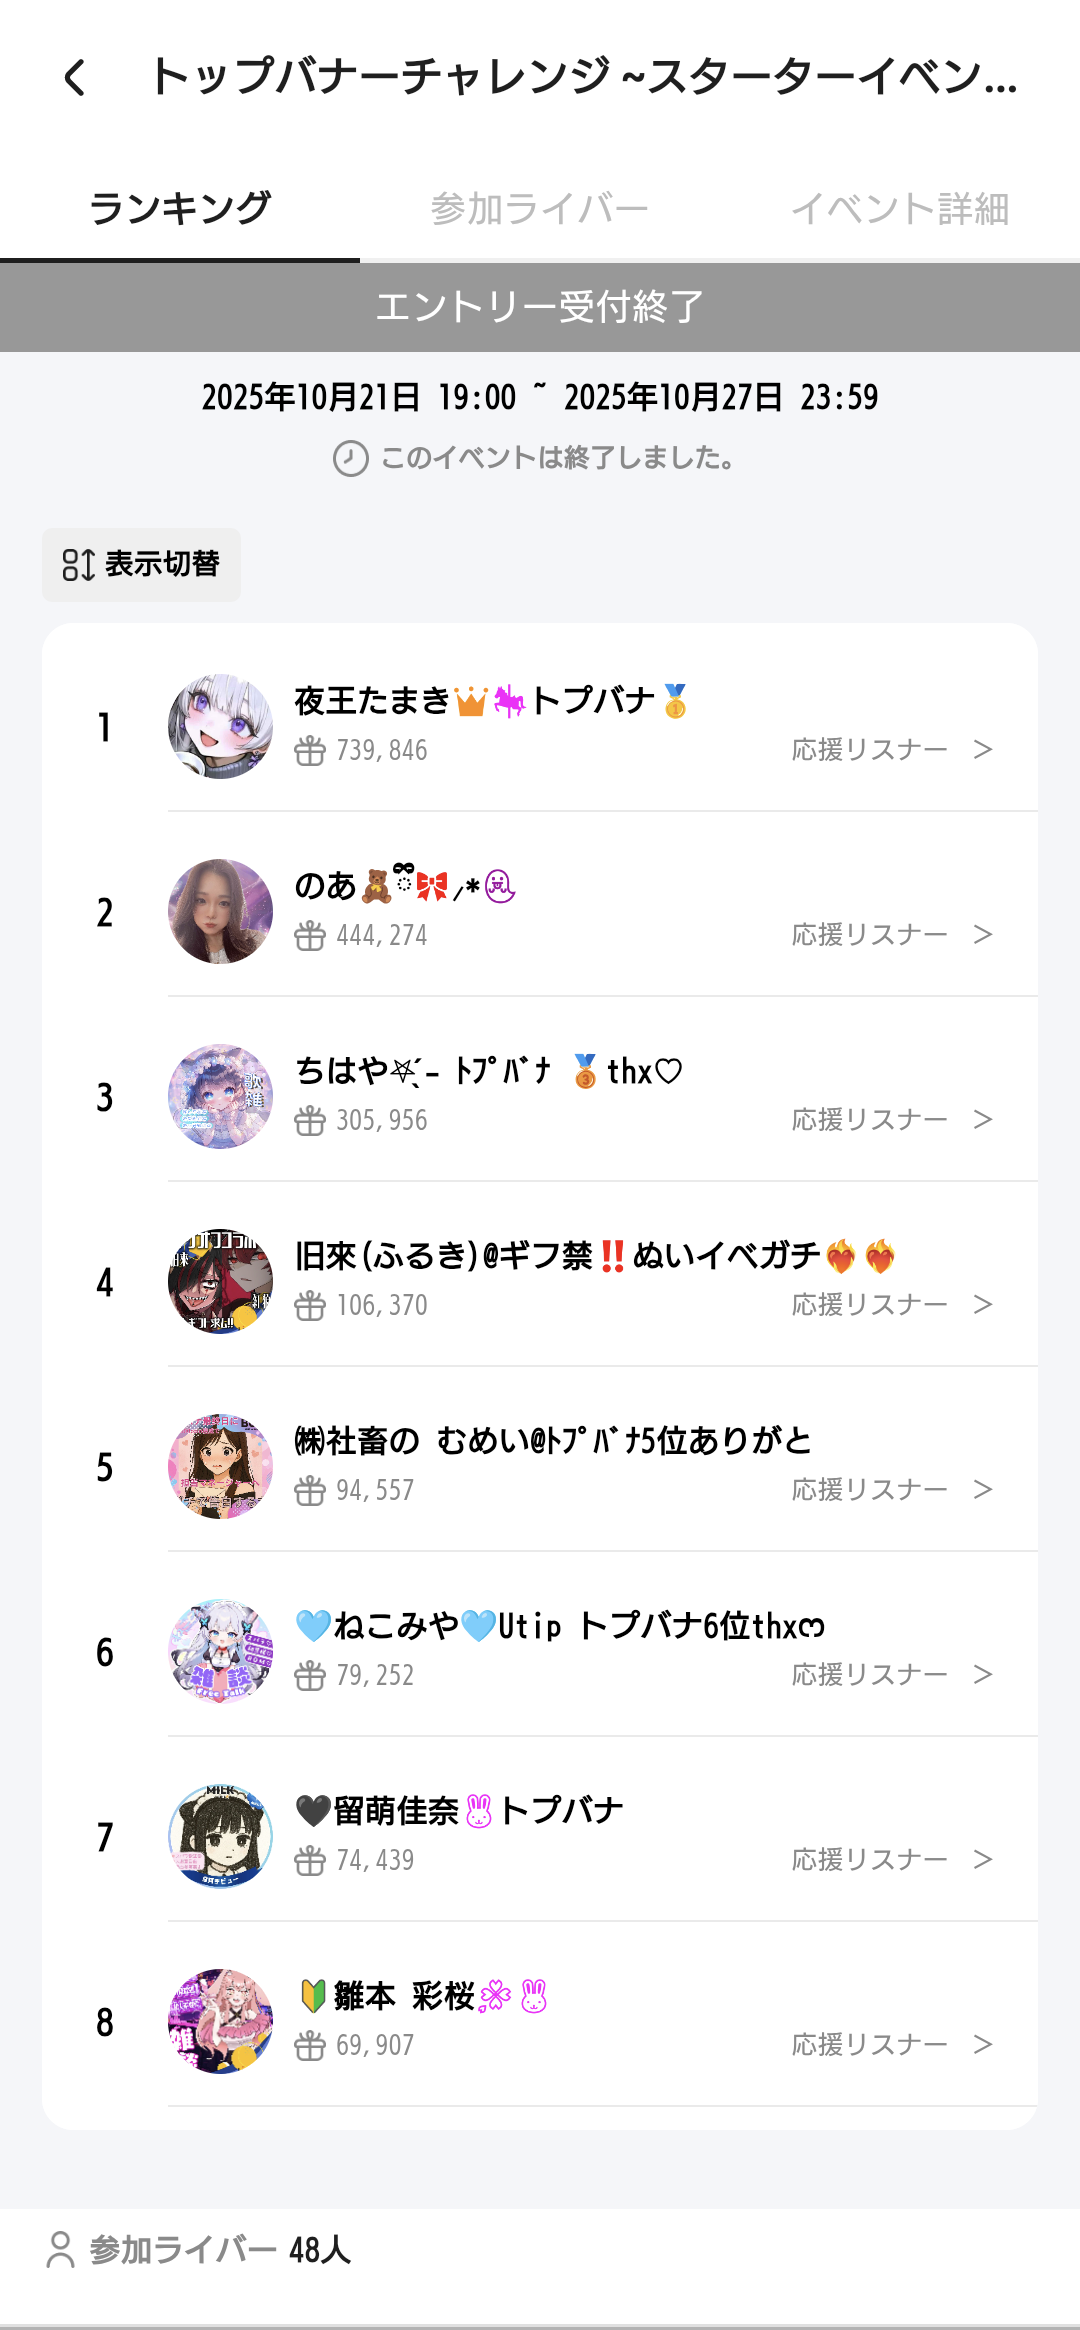 トップバナーチャレンジ ~スターターイベン...
ランキング
参加ライバー
イベント詳細
エントリー受付終了
2025年10月21日 19:00 ~ 2025年10月27日 23:59
このイベントは終了しました。
表示切替
1
夜王たまき👑🎠トプバナ🥇
739,846
応援リスナー >
2
のあ🧸ྀི🎀⸝⋆👻
444,274
応援リスナー >
3
ちはや⛧ˎˊ˗ ﾄﾌﾟﾊﾞﾅ 🥉thx♡
305,956
応援リスナー >
4
旧來(ふるき)@ギフ禁‼️ぬいイベガチ❤️‍🔥❤️‍🔥
106,370
応援リスナー >
5
㈱社畜の むめい@ﾄﾌﾟﾊﾞﾅ5位ありがと
94,557
応援リスナー >
歌雑
6
🩵ねこみや🩵Utip トプバナ6位thxෆ
79,252
応援リスナー >
雑談
7
🖤留萌佳奈🐰トプバナ
74,439
応援リスナー >
MILK
8
🔰雛本 彩桜🌸🐰
69,907
応援リスナー >
参加ライバー 48人